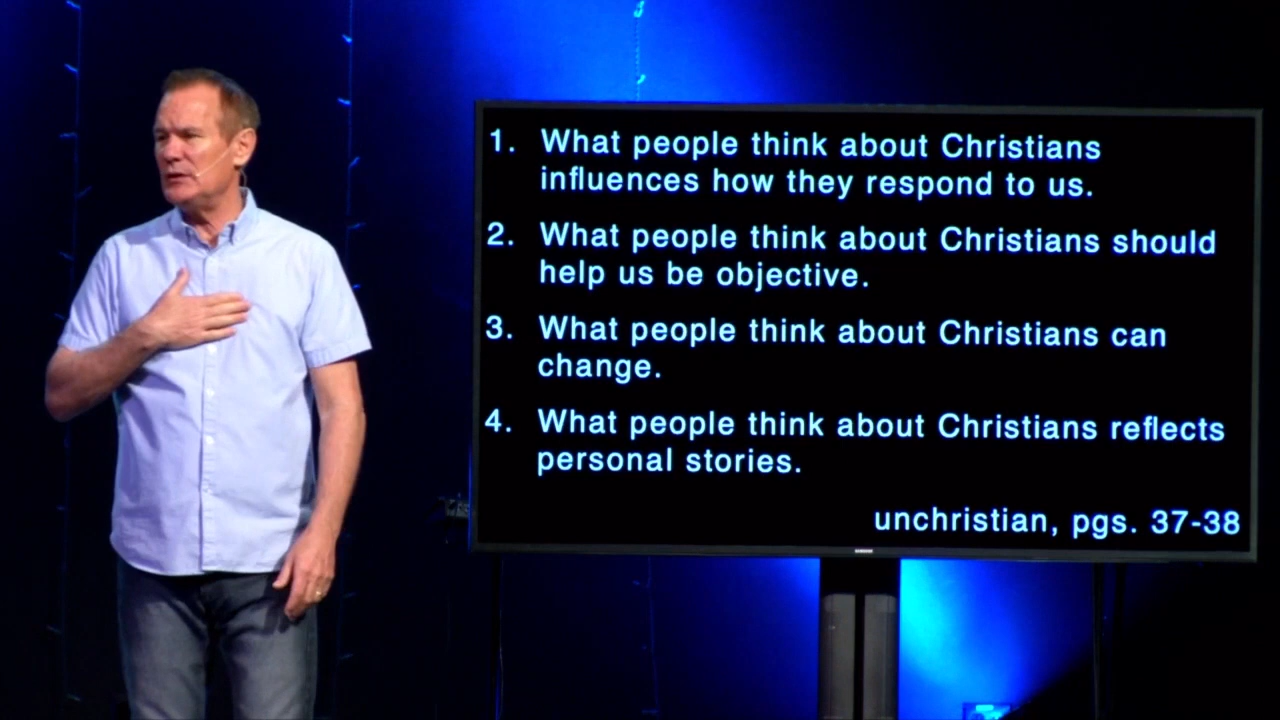 1. What people think about Christians
influences how they respond to us.
2. What people think about Christians should
help us be objective.
3. What people think about Christians can
change.
4. What people think about Christians reflects
personal stories.
unchristian, pgs. 37-38